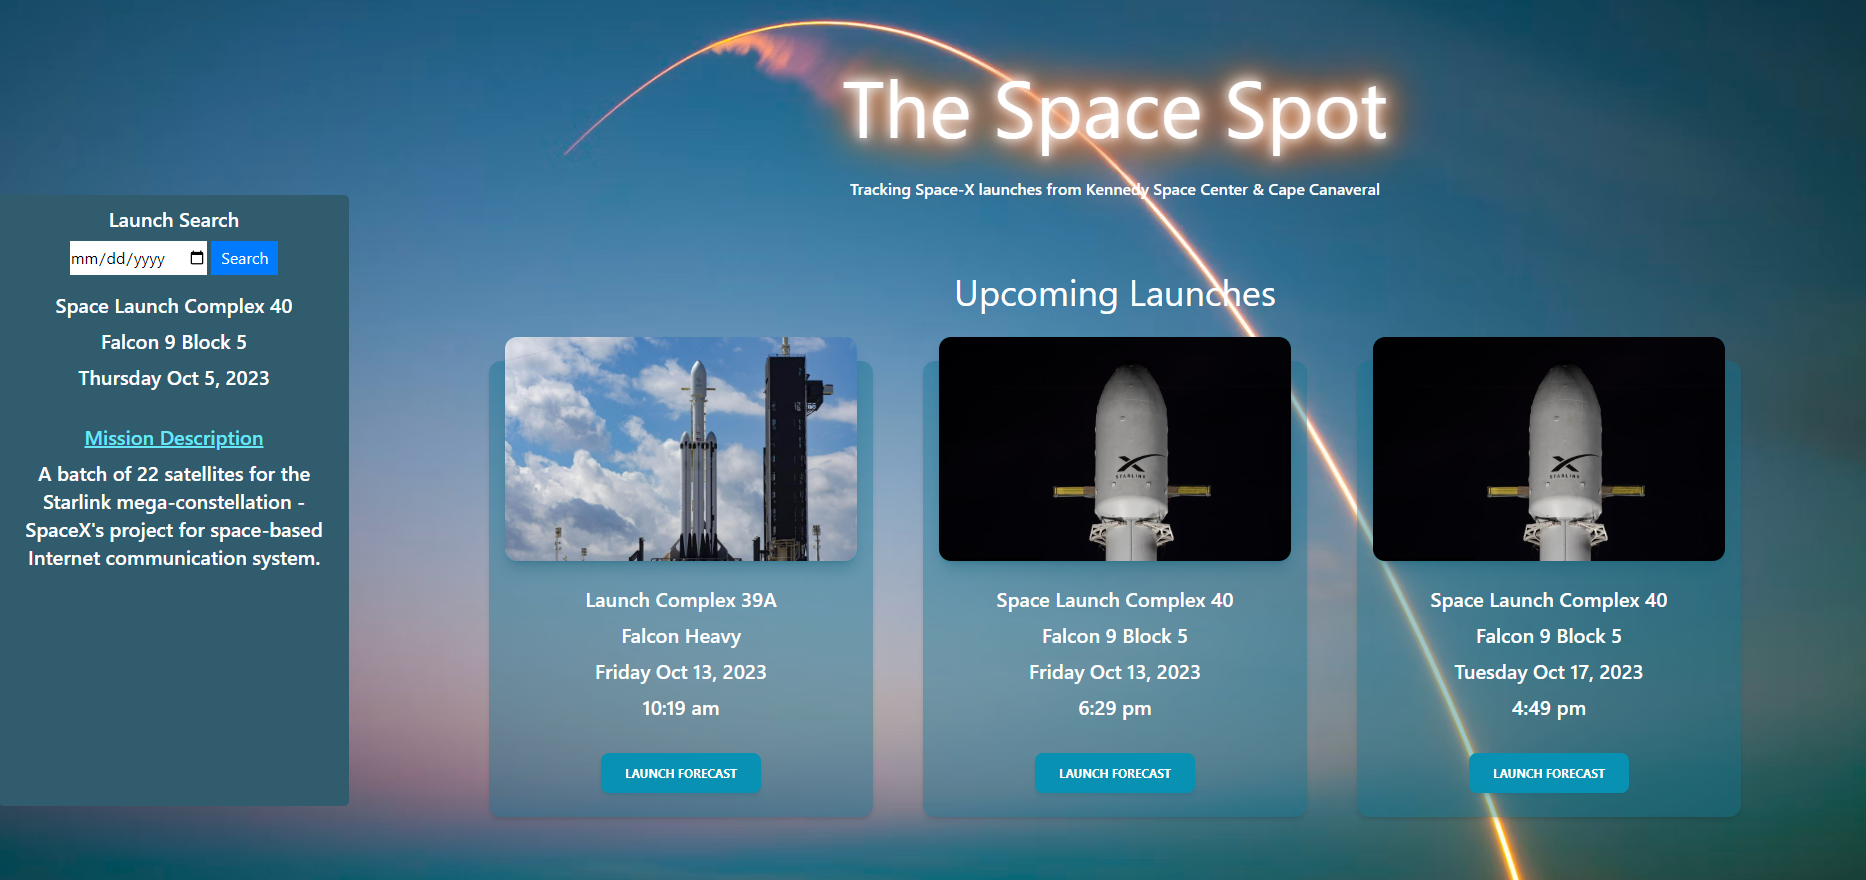 The Space Spot
Tracking Space-X launches from Kennedy Space Center & Cape Canaveral
Launch Search
mm/dd/yyyy
Search
Space Launch Complex 40
Falcon 9 Block 5
Thursday Oct 5, 2023
Mission Description
A batch of 22 satellites for the
Starlink mega-constellation -
SpaceX's project for space-based
Internet communication system.
Upcoming Launches
Launch Complex 39A
Falcon Heavy
Friday Oct 13, 2023
10:19 am
LAUNCH FORECAST
STARLINK
Space Launch Complex 40
Falcon 9 Block 5
Friday Oct 13, 2023
6:29 pm
LAUNCH FORECAST
STARLINK
Space Launch Complex 40
Falcon 9 Block 5
Tuesday Oct 17, 2023
4:49 pm
LAUNCH FORECAST